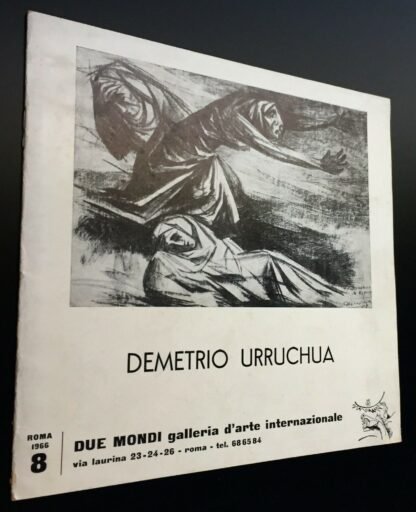 DEMETRIO URRUCHUA
ROMA
1966
8
DUE MONDI galleria d'arte internazionale
via laurina 23-24-26 - roma - tel. 686584